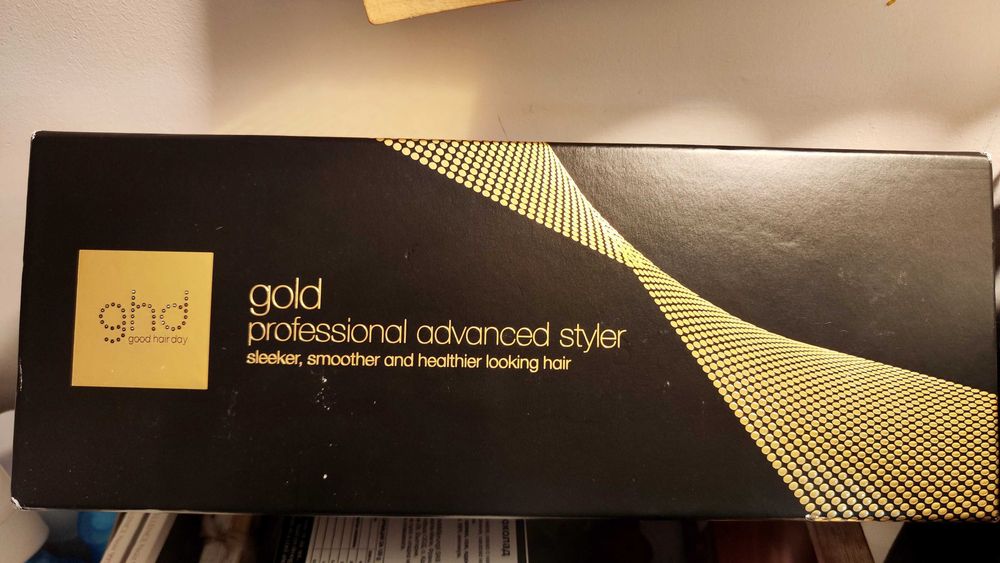 ghd
good hair day
gold
professional advanced styler
sleeker, smoother and healthier looking hair